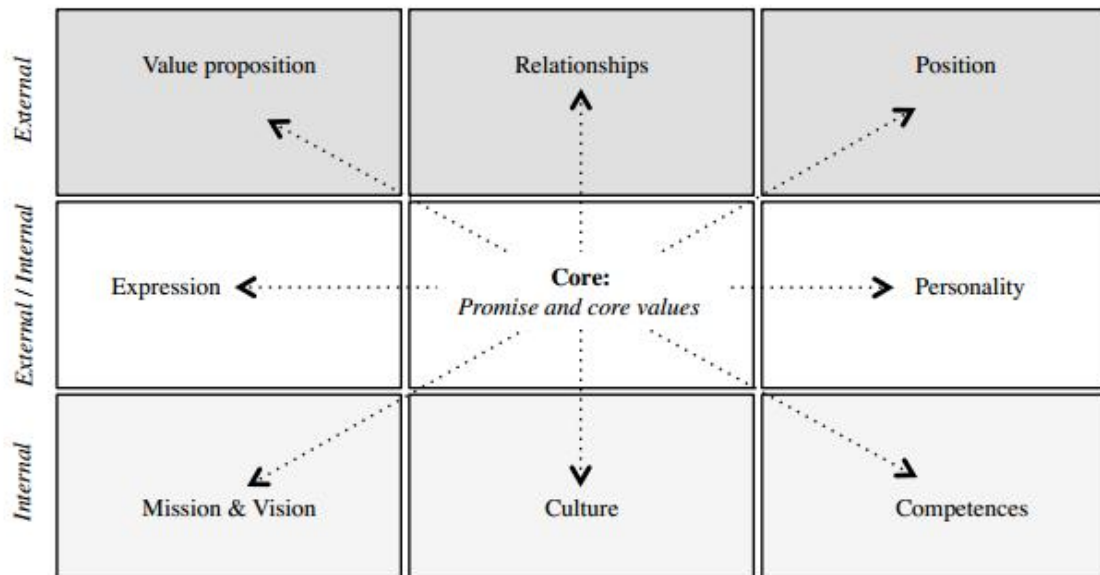 External
Value proposition
Relationships
Position
External / Internal
Expression
Core:
Promise and core values
Personality
Internal
Mission & Vision
Culture
Competences